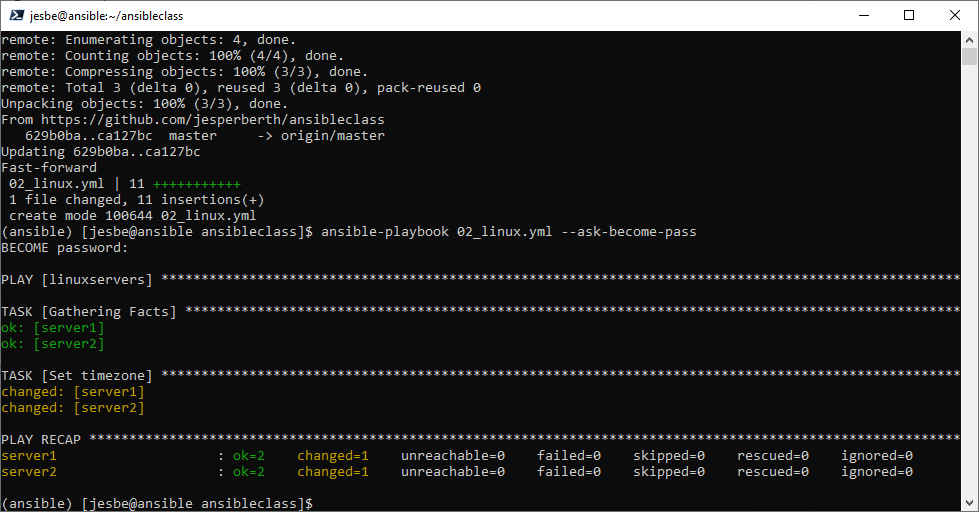 jesbe@ansible:~/ansibleclass
remote: Enumerating objects: 4, done.
remote: Counting objects: 100% (4/4), done.
remote: Compressing objects: 100% (3/3), done.
remote: Total 3 (delta 0), reused 3 (delta 0), pack-reused 0
Unpacking objects: 100% (3/3), done.
From https://github.com/jesperberth/ansibleclass
   629b0ba..ca127bc  master     -> origin/master
Updating 629b0ba..ca127bc
Fast-forward
 02_linux.yml | 11 +++++++++++
 1 file changed, 11 insertions(+)
 create mode 100644 02_linux.yml
(ansible) [jesbe@ansible ansibleclass]$ ansible-playbook 02_linux.yml --ask-become-pass
BECOME password:
PLAY [linuxservers] ****************************************************************************************************
TASK [Gathering Facts] *************************************************************************************************
ok: [server1]
ok: [server2]
TASK [Set timezone] ****************************************************************************************************
changed: [server1]
changed: [server2]
PLAY RECAP *************************************************************************************************************
server1                    : ok=2    changed=1    unreachable=0    failed=0    skipped=0    rescued=0    ignored=0
server2                    : ok=2    changed=1    unreachable=0    failed=0    skipped=0    rescued=0    ignored=0
(ansible) [jesbe@ansible ansibleclass]$